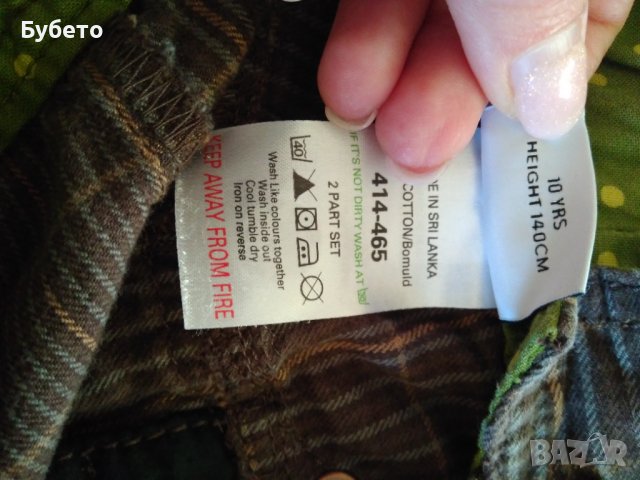 Бубето
10 YRS
HEIGHT 140CM
DE IN SRI LANKA
COTTON/Bomuld
414-465
IF IT'S NOT DIRTY WASH AT 30
2 PART SET
40
Wash Like colours together
Wash inside out
Cool tumble dry
Iron on reverse
KEEP AWAY FROM FIRE
BAZAR